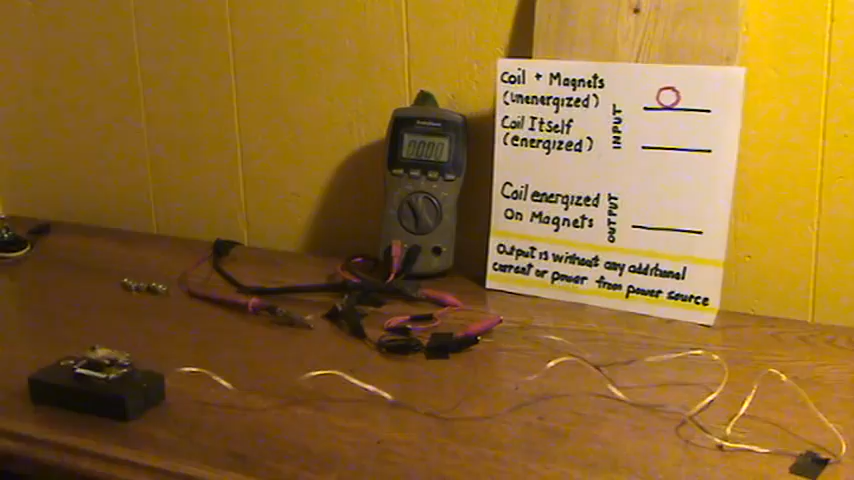 Coil + Magnets
(unenergized)
Coil Itself
(energized)
INPUT
O
Coil energized
on Magnets
OUTPUT
Output is without any additional
current or power from power source
0000